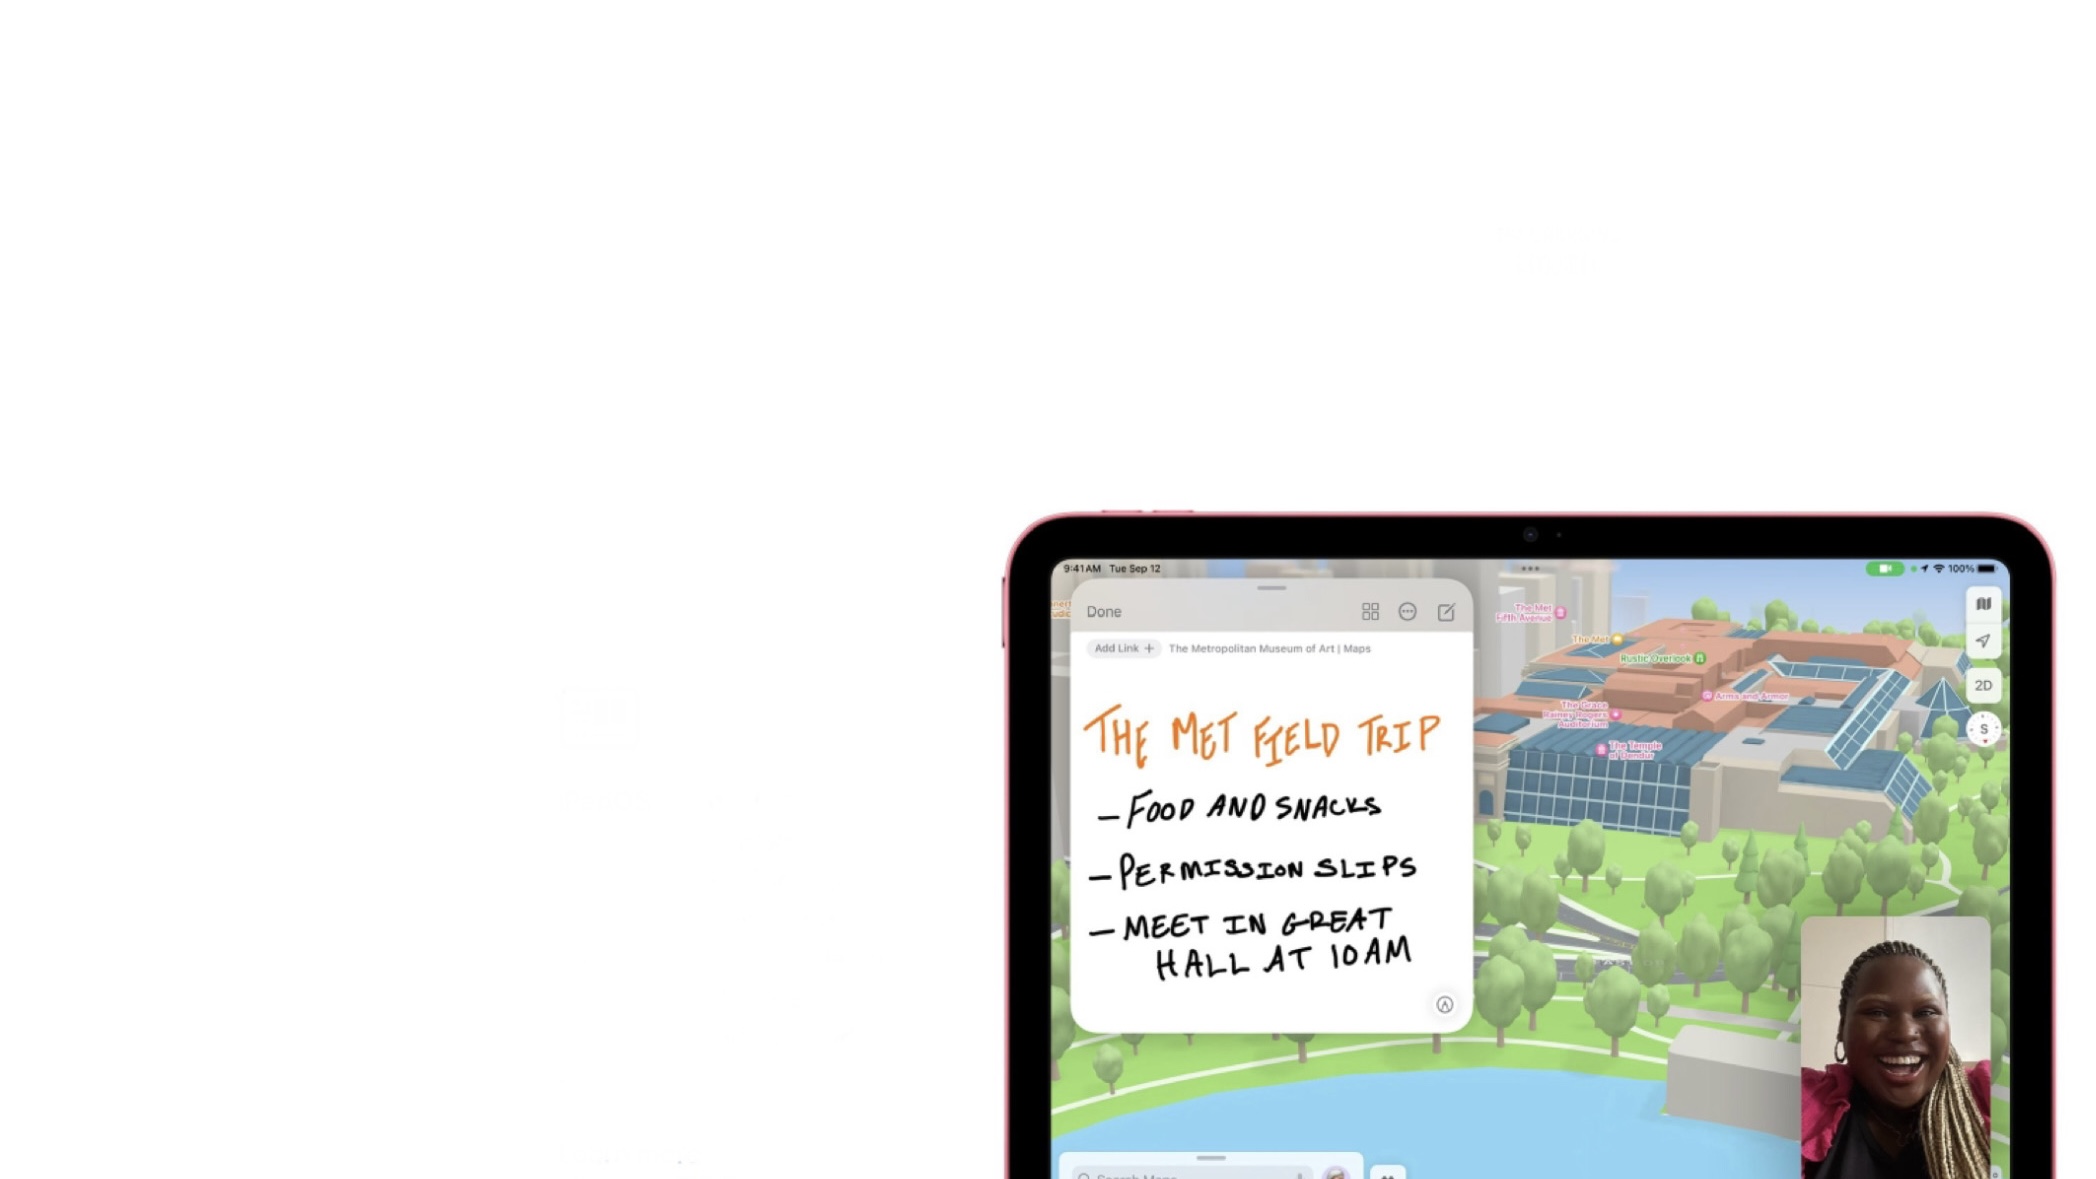 9:41 AM Tue Sep 12
100%
Done
Add Link +
The Metropolitan Museum of Art | Maps
THE MET FIELD TRIP
– FOOD AND SNACKS
– PERMISSION SLIPS
– MEET IN GREAT
HALL AT 10AM
The Met
Fifth Avenue
The Met
Rustic Overlook
Arms and Armor
The Grace
Rainey Rogers
Auditorium
The Temple
of Dendur
2D
S
Search Maps